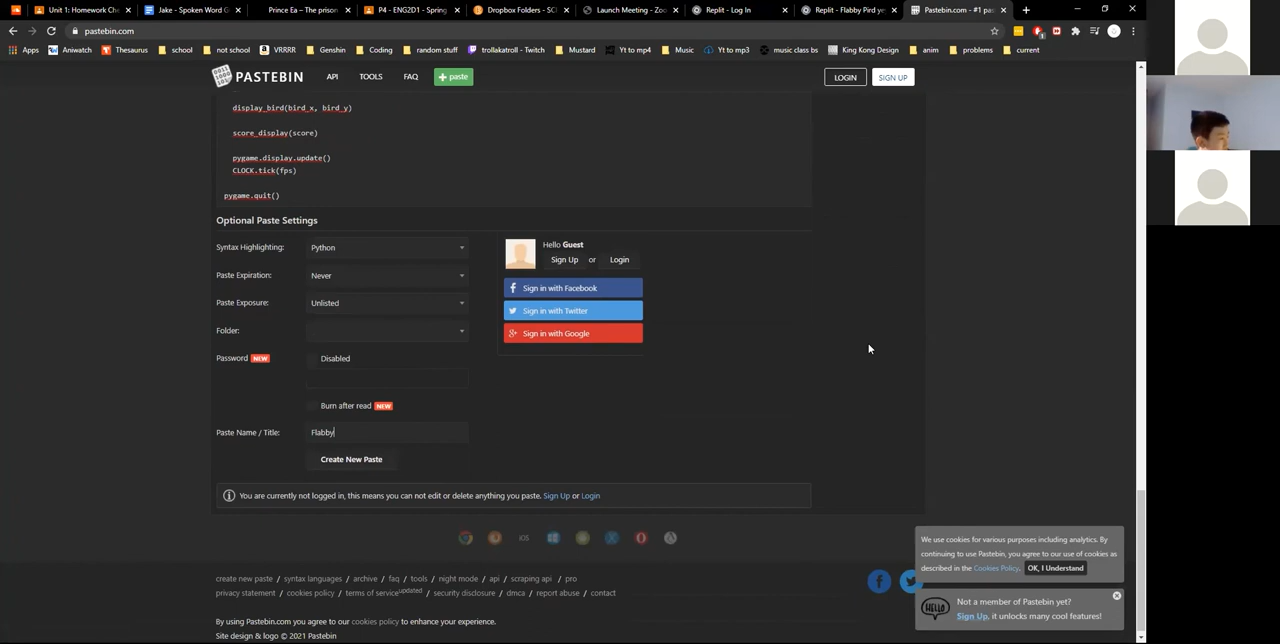 Unit 1: Homework Che
Jake - Spoken Word G
Prince Ea – The prison
P4 - ENG2D1 - Spring
Dropbox Folders - SC
Launch Meeting - Zoo
Replit - Log In
Replit - Flabby Pird ve
Pastebin.com - #1 pas
pastebin.com
Apps
Aniwatch
Thesaurus
school
not school
VRRRR
Genshin
Coding
random stuff
trollakatroll - Twitch
Mustard
Yt to mp4
Music
Yt to mp3
music class bs
King Kong Design
anim
problems
current
PASTEBIN
API
TOOLS
FAQ
+ paste
LOGIN
SIGN UP
display_bird(bird_x, bird_y)
score_display(score)
pygame.display.update()
CLOCK.tick(fps)
pygame.quit()
Optional Paste Settings
Syntax Highlighting:
Python
Paste Expiration:
Never
Paste Exposure:
Unlisted
Folder:
Password NEW
Disabled
Burn after read NEW
Paste Name / Title:
Flabby
Create New Paste
Hello Guest
Sign Up or Login
Sign in with Facebook
Sign in with Twitter
Sign in with Google
You are currently not logged in, this means you can not edit or delete anything you paste. Sign Up or Login
iOS
We use cookies for various purposes including analytics. By
continuing to use Pastebin, you agree to our use of cookies as
described in the Cookies Policy. OK, I Understand
HELLO
Not a member of Pastebin yet?
Sign Up, it unlocks many cool features!
create new paste / syntax languages / archive / faq / tools / night mode / api / scraping api / pro
privacy statement / cookies policy / terms of service updated / security disclosure / dmca / report abuse / contact
By using Pastebin.com you agree to our cookies policy to enhance your experience.
Site design & logo © 2021 Pastebin